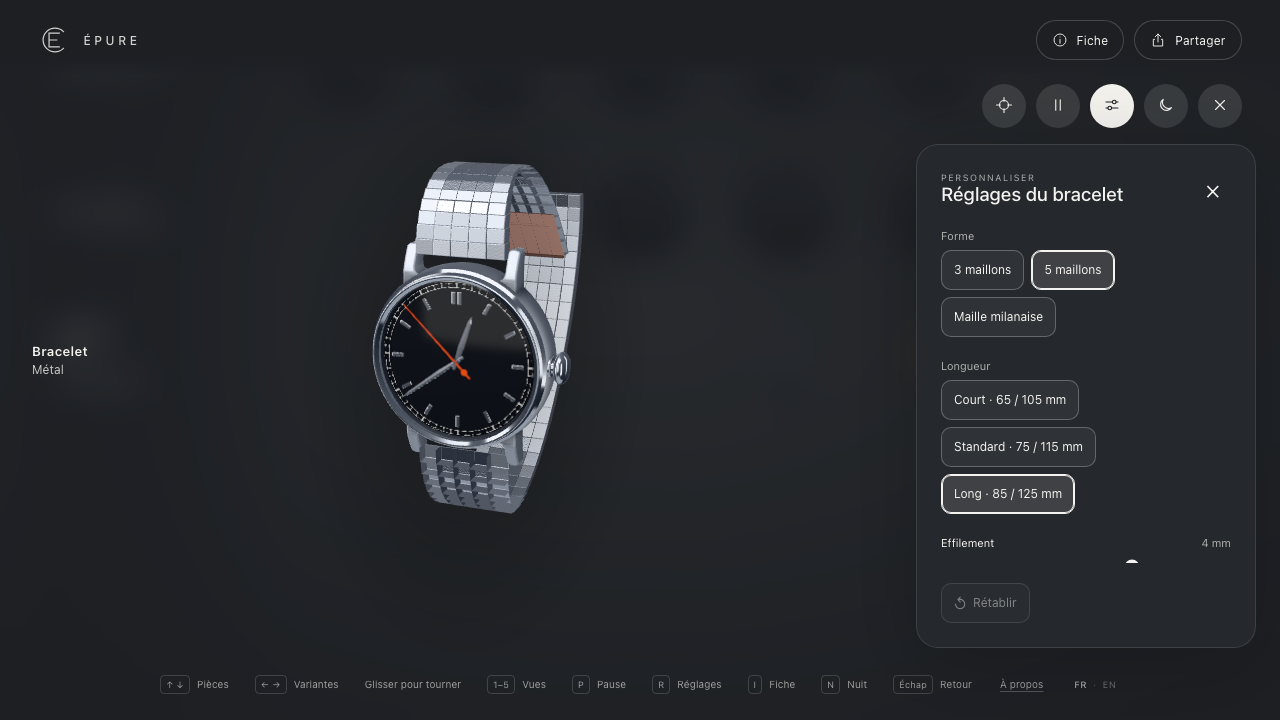 ÉPURE
Fiche
Partager
PERSONNALISER
Réglages du bracelet
Forme
3 maillons
5 maillons
Maille milanaise
Longueur
Court · 65 / 105 mm
Standard · 75 / 115 mm
Long · 85 / 125 mm
Effilement 4 mm
Rétablir
Bracelet
Métal
↑ ↓ Pièces ← → Variantes Glisser pour tourner 1–5 Vues P Pause R Réglages I Fiche N Nuit Échap Retour À propos FR · EN